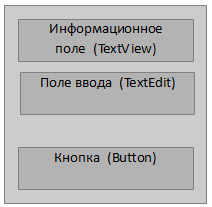 Информационное
поле (TextView)
Поле ввода (TextEdit)
Кнопка (Button)